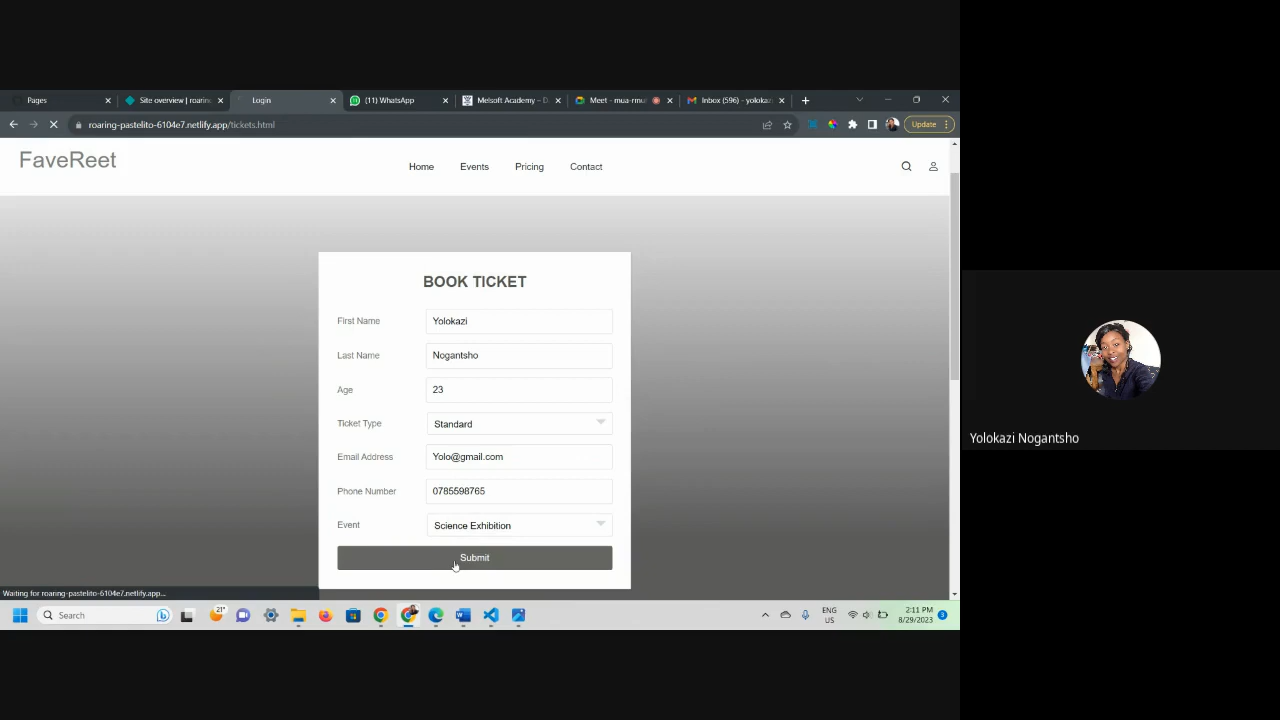 Pages
Site overview | roaring
Login
(11) WhatsApp
Melsoft Academy – D
Meet - mua-rmu
Inbox (596) - yolokaz
roaring-pastelito-6104e7.netlify.app/tickets.html
Update
FaveReet
Home Events Pricing Contact
BOOK TICKET
First Name Yolokazi
Last Name Nogantsho
Age 23
Ticket Type Standard
Email Address Yolo@gmail.com
Phone Number 0785598765
Event Science Exhibition
Submit
Waiting for roaring-pastelito-6104e7.netlify.app...
Search
21°
ENG
US
2:11 PM
8/29/2023
3
Yolokazi Nogantsho